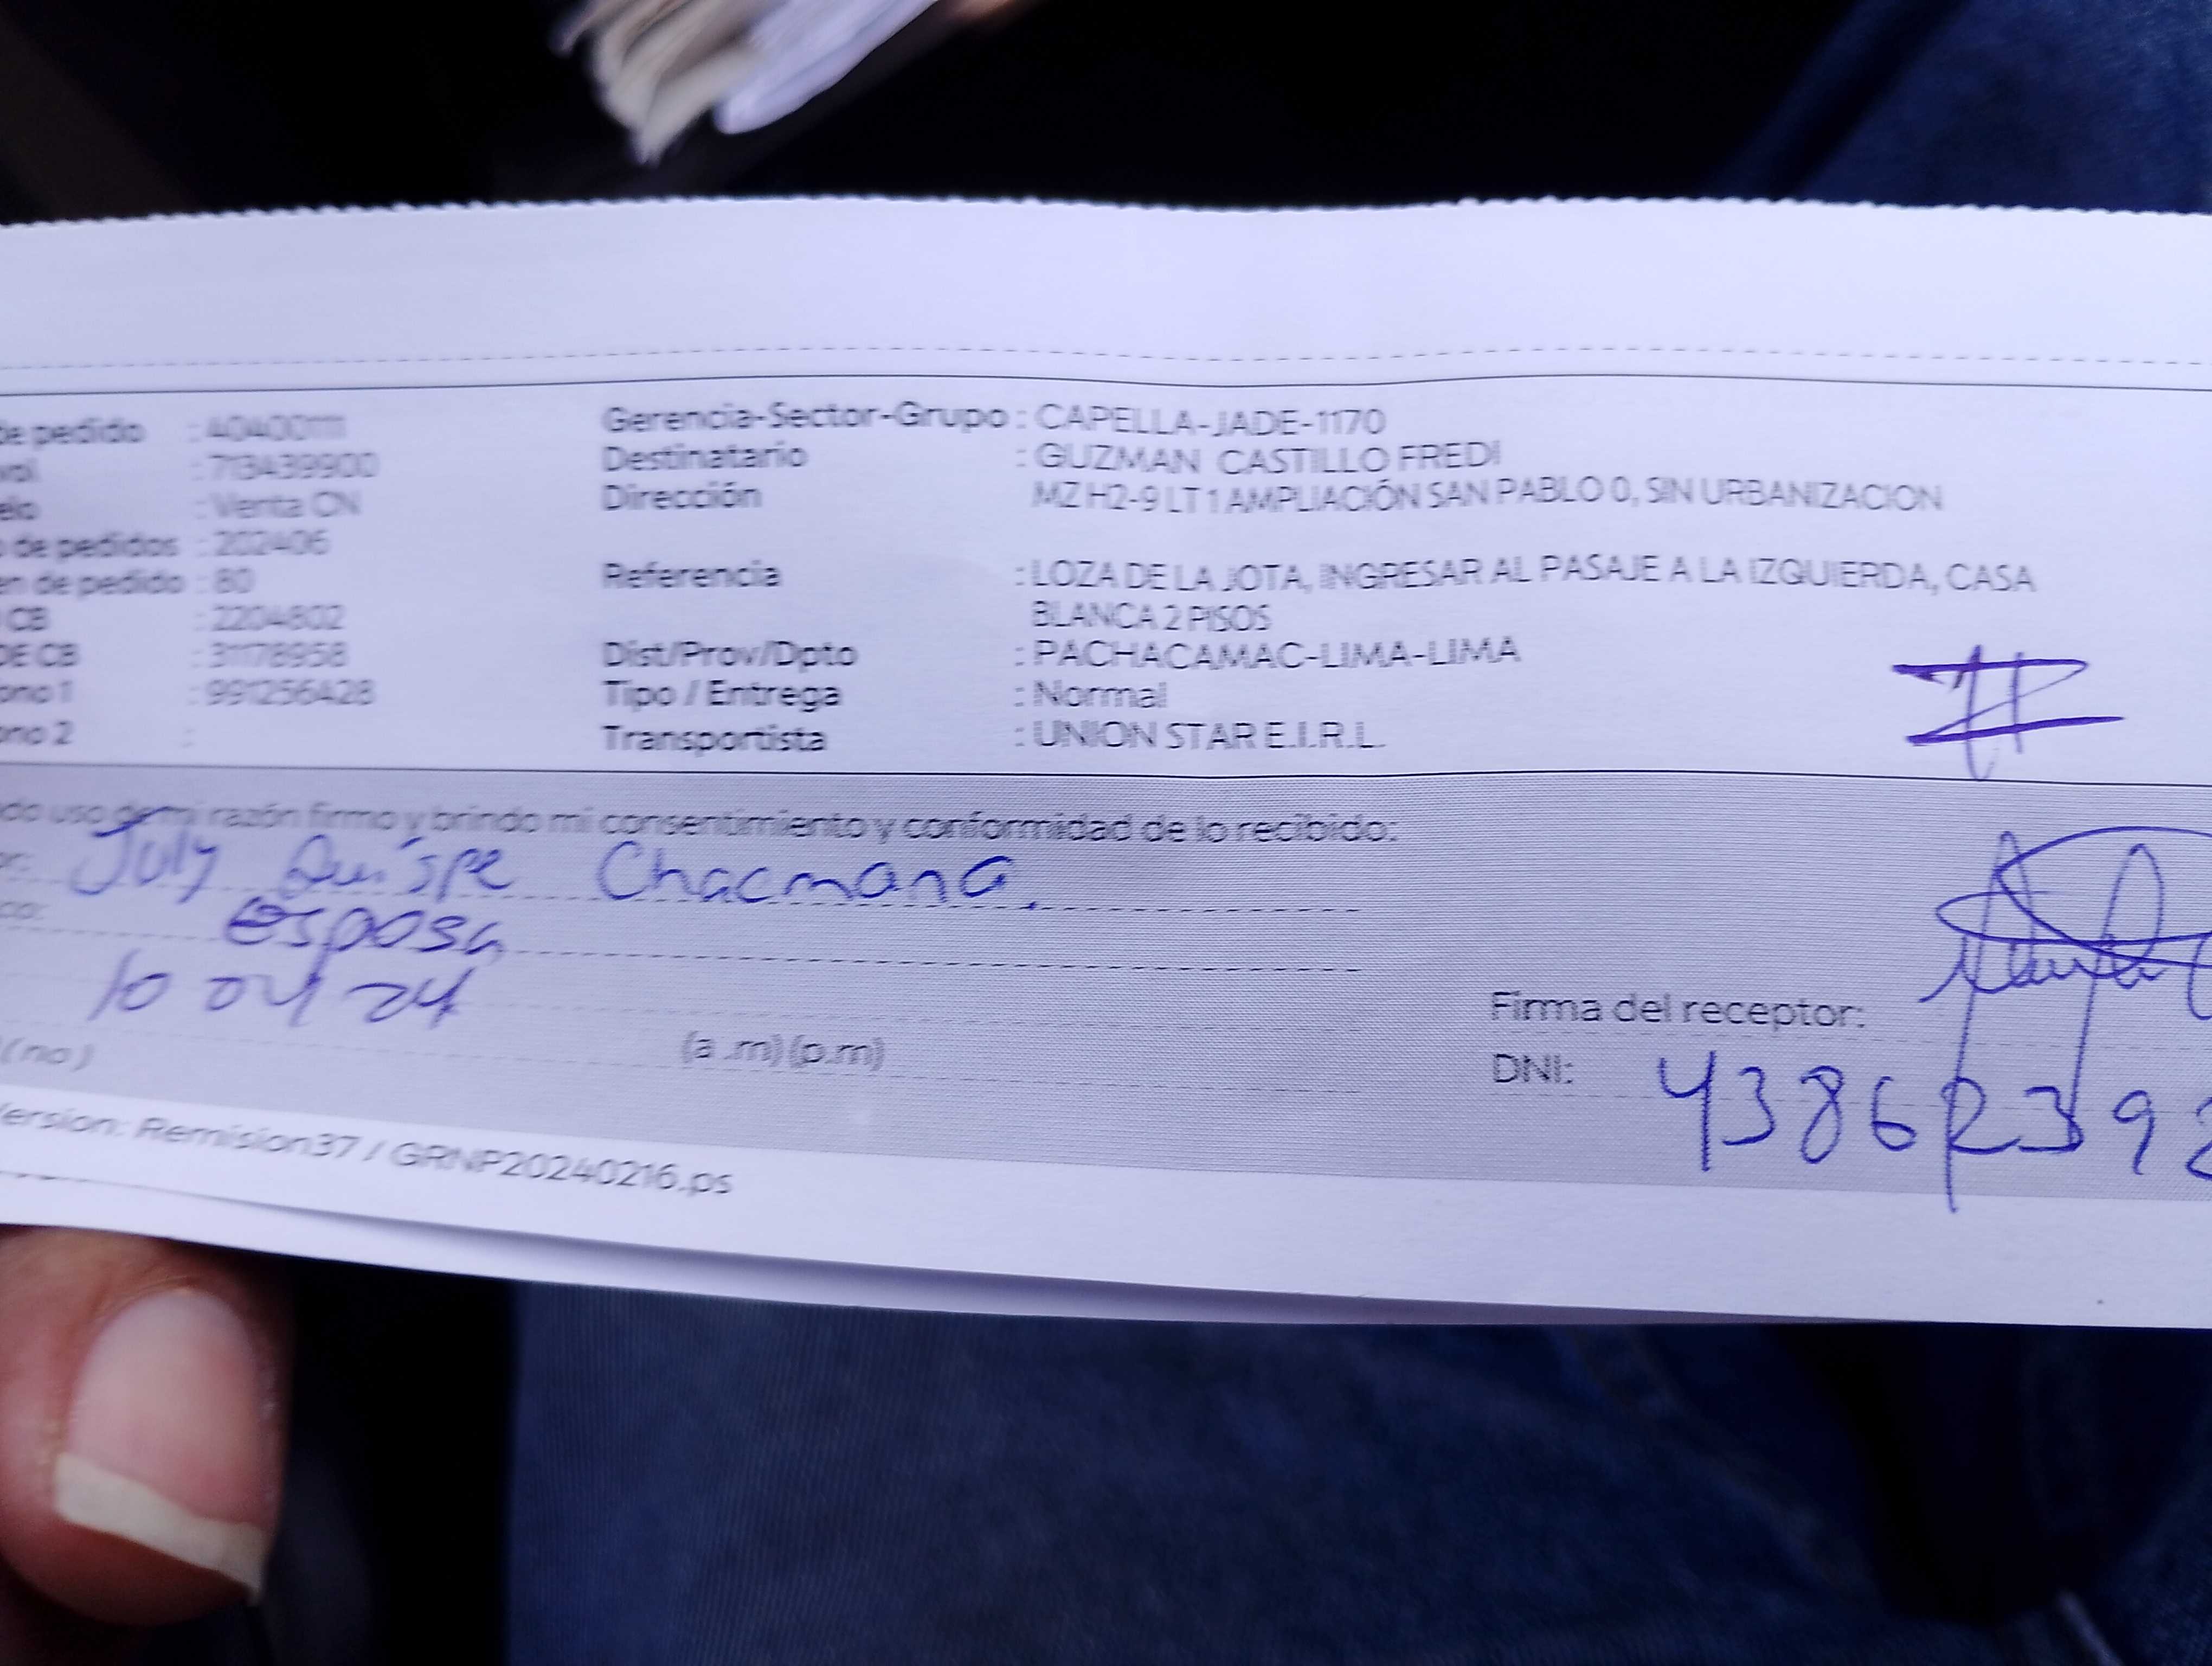 de pedido : 40400111
: 713439900
: Venta CN
de pedidos : 202406
en de pedido : 80
CB : 2204802
DE CB : 31178958
ono 1 : 991256428
ono 2 :
Gerencia-Sector-Grupo : CAPELLA-JADE-1170
Destinatario : GUZMAN CASTILLO FREDI
Dirección MZ H2-9 LT 1 AMPLIACIÓN SAN PABLO 0, SIN URBANIZACION
Referencia : LOZA DE LA JOTA, INGRESAR AL PASAJE A LA IZQUIERDA, CASA
BLANCA 2 PISOS
Dist/Prov/Dpto : PACHACAMAC-LIMA-LIMA
Tipo / Entrega : Normal
Transportista : UNION STAR E.I.R.L.
do uso de mi razón firmo y brindo mi consentimiento y conformidad de lo recibido:
July Quispe Chacmana.
esposa
10 04 24
(no) (a .m) (p.m)
Firma del receptor:
DNI: 4386 2392
ersion: Remision37 / GRNP20240216.ps